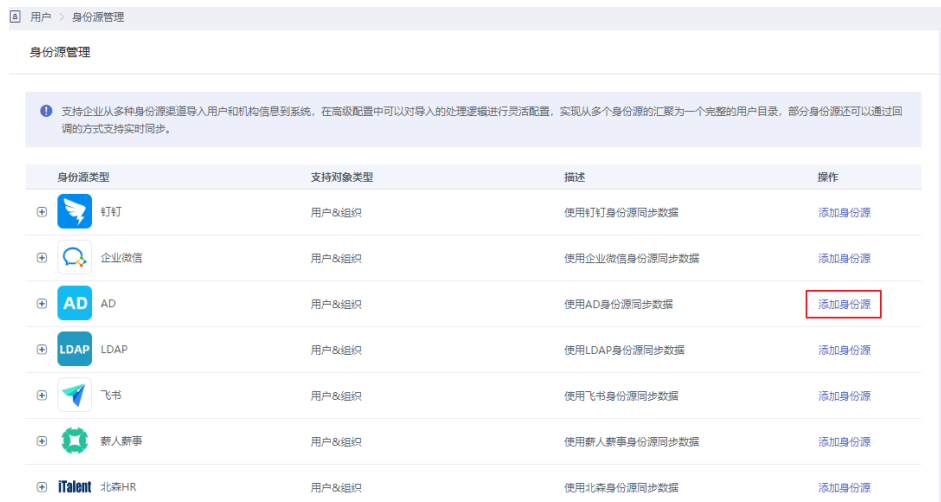 用户 > 身份源管理
身份源管理
支持企业从多种身份源渠道导入用户和机构信息到系统，在高级配置中可以对导入的处理逻辑进行灵活配置，实现从多个身份源的汇聚为一个完整的用户目录，部分身份源还可以通过回
调的方式支持实时同步。
身份源类型 支持对象类型 描述 操作
钉钉 用户&组织 使用钉钉身份源同步数据 添加身份源
企业微信 用户&组织 使用企业微信身份源同步数据 添加身份源
AD AD 用户&组织 使用AD身份源同步数据 添加身份源
LDAP LDAP 用户&组织 使用LDAP身份源同步数据 添加身份源
飞书 用户&组织 使用飞书身份源同步数据 添加身份源
薪人薪事 用户&组织 使用薪人薪事身份源同步数据 添加身份源
iTalent 北森HR 用户&组织 使用北森身份源同步数据 添加身份源